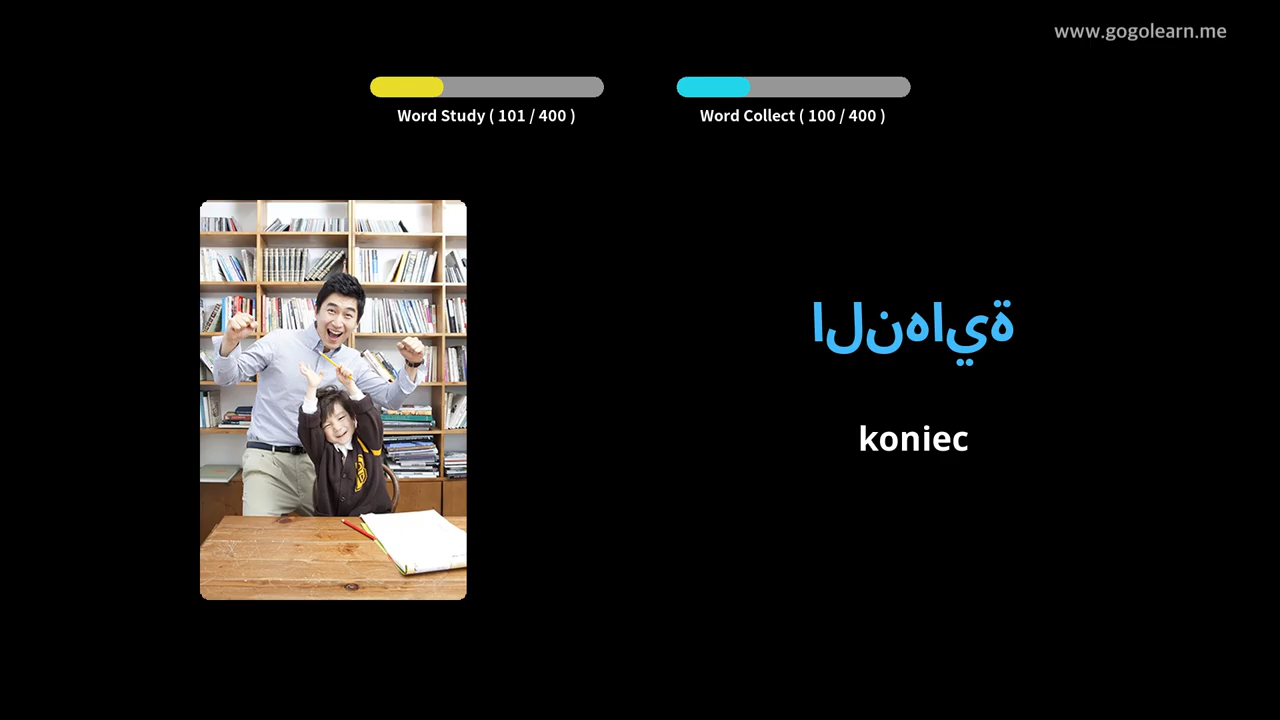 www.gogolearn.me
Word Study ( 101 / 400 )
Word Collect ( 100 / 400 )
النهاية
koniec